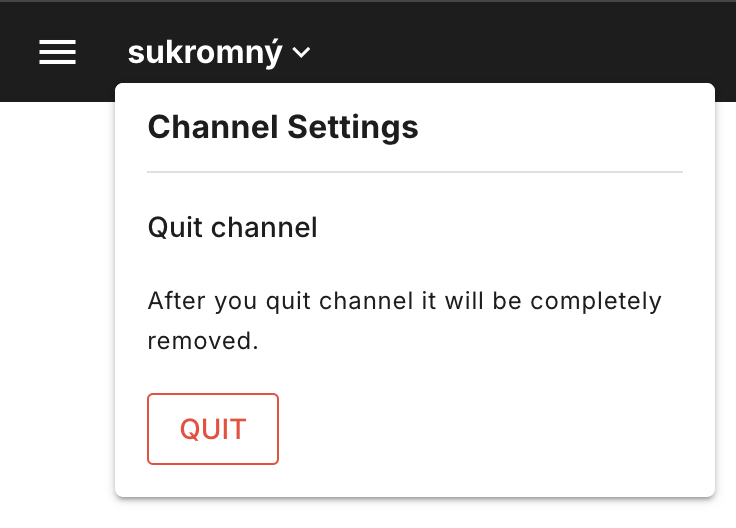 sukromný
Channel Settings
Quit channel
After you quit channel it will be completely
removed.
QUIT